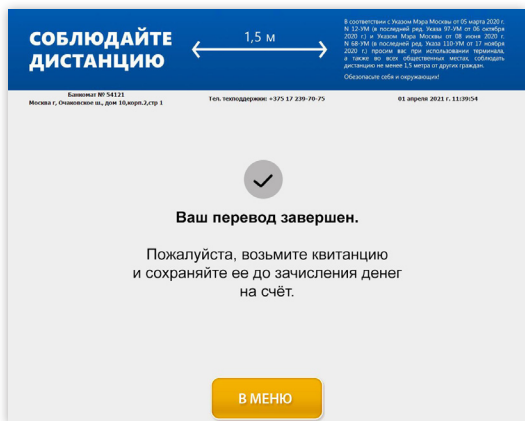 СОБЛЮДАЙТЕ
ДИСТАНЦИЮ
1,5 м
В соответствии с Указом Мэра Москвы от 05 марта 2020 г.
N 12-УМ (в последней ред. Указа 97-УМ от 06 октября
2020 г.) и Указом Мэра Москвы от 08 июня 2020 г.
N 68-УМ (в последней ред. Указа 110-УМ от 17 ноября
2020 г.) просим вас при использовании терминала,
а также во всех общественных местах, соблюдать
дистанцию не менее 1,5 метра от других граждан.
Обезопасьте себя и окружающих!
Банкомат № 54121
Москва г, Очаковское ш., дом 10,корп.2,стр 1
Тел. техподдержки: +375 17 239-70-75
01 апреля 2021 г. 11:39:54
Ваш перевод завершен.
Пожалуйста, возьмите квитанцию
и сохраняйте ее до зачисления денег
на счёт.
В МЕНЮ